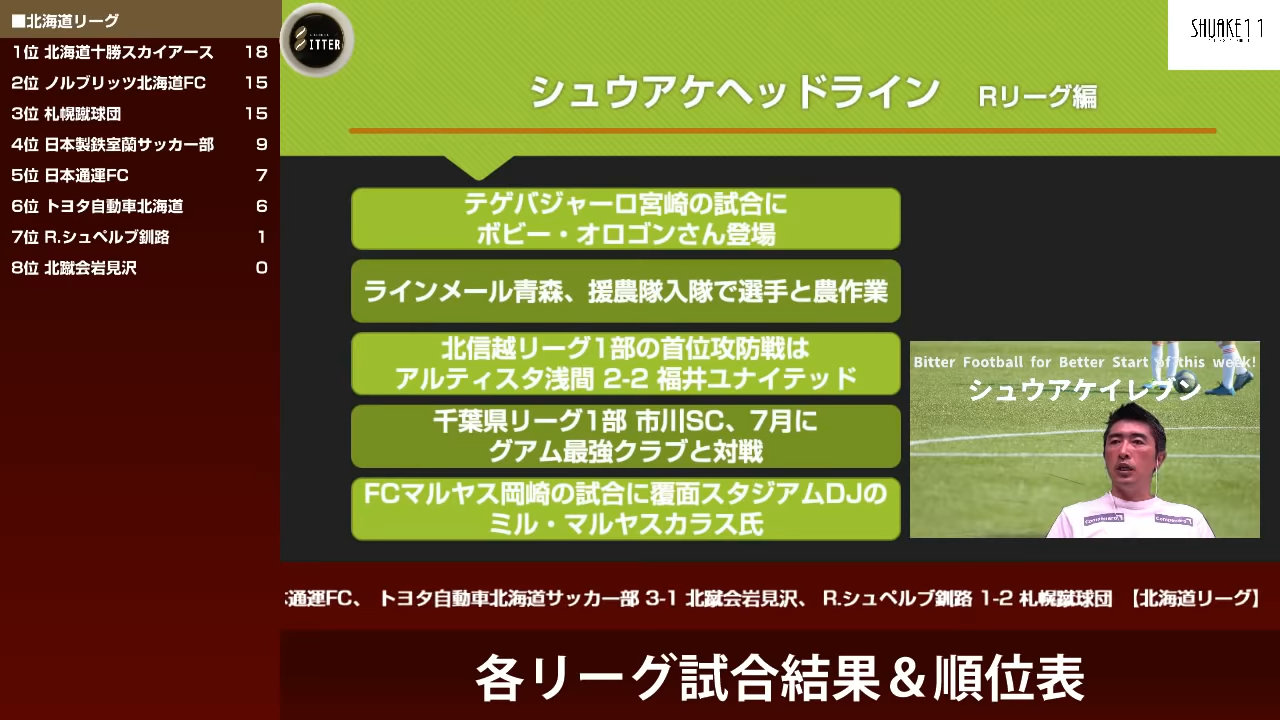 ■北海道リーグ
1位 北海道十勝スカイアース 18
2位 ノルブリッツ北海道FC 15
3位 札幌蹴球団 15
4位 日本製鉄室蘭サッカー部 9
5位 日本通運FC 7
6位 トヨタ自動車北海道 6
7位 R.シュペルブ釧路 1
8位 北蹴会岩見沢 0
BITTER
SHUAKE11
シュウアケヘッドライン Rリーグ編
テゲバジャーロ宮崎の試合に
ボビー・オロゴンさん登場
ラインメール青森、援農隊入隊で選手と農作業
北信越リーグ1部の首位攻防戦は
アルティスタ浅間 2-2 福井ユナイテッド
千葉県リーグ1部 市川SC、7月に
グアム最強クラブと対戦
FCマルヤス岡崎の試合に覆面スタジアムDJの
ミル・マルヤスカラス氏
Bitter Football for Better Start of this week!
シュウアケイレブン
通運FC、 トヨタ自動車北海道サッカー部 3-1 北蹴会岩見沢、 R.シュペルブ釧路 1-2 札幌蹴球団 【北海道リーグ】
各リーグ試合結果＆順位表